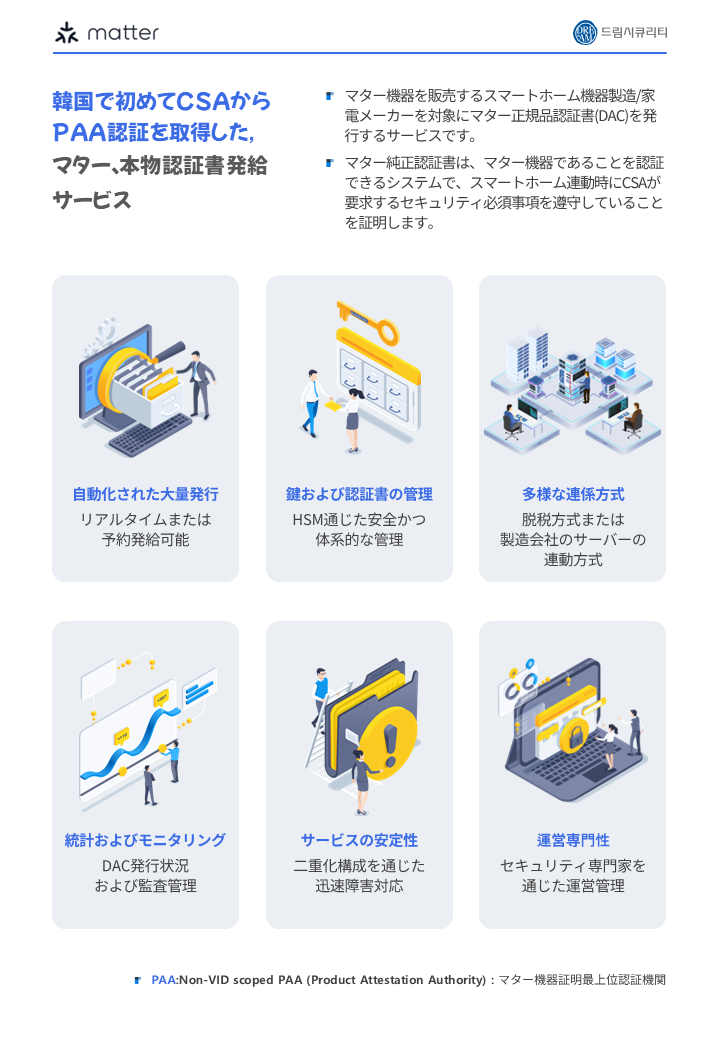 matter
DREAM
드림시큐리티
韓国で初めてCSAから
PAA認証を取得した,
マター、本物認証書発給
サービス
マター機器を販売するスマートホーム機器製造/家
電メーカーを対象にマター正規品認証書(DAC)を発
行するサービスです。
マター純正認証書は、マター機器であることを認証
できるシステムで、スマートホーム連動時にCSAが
要求するセキュリティ必須事項を遵守していること
を証明します。
自動化された大量発行
リアルタイムまたは
予約発給可能
鍵および認証書の管理
HSM通じた安全かつ
体系的な管理
多様な連係方式
脱税方式または
製造会社のサーバーの
連動方式
統計およびモニタリング
DAC発行状況
および監査管理
サービスの安定性
二重化構成を通じた
迅速障害対応
運営専門性
セキュリティ専門家を
通じた運営管理
PAA:Non-VID scoped PAA (Product Attestation Authority) : マター機器証明最上位認証機関